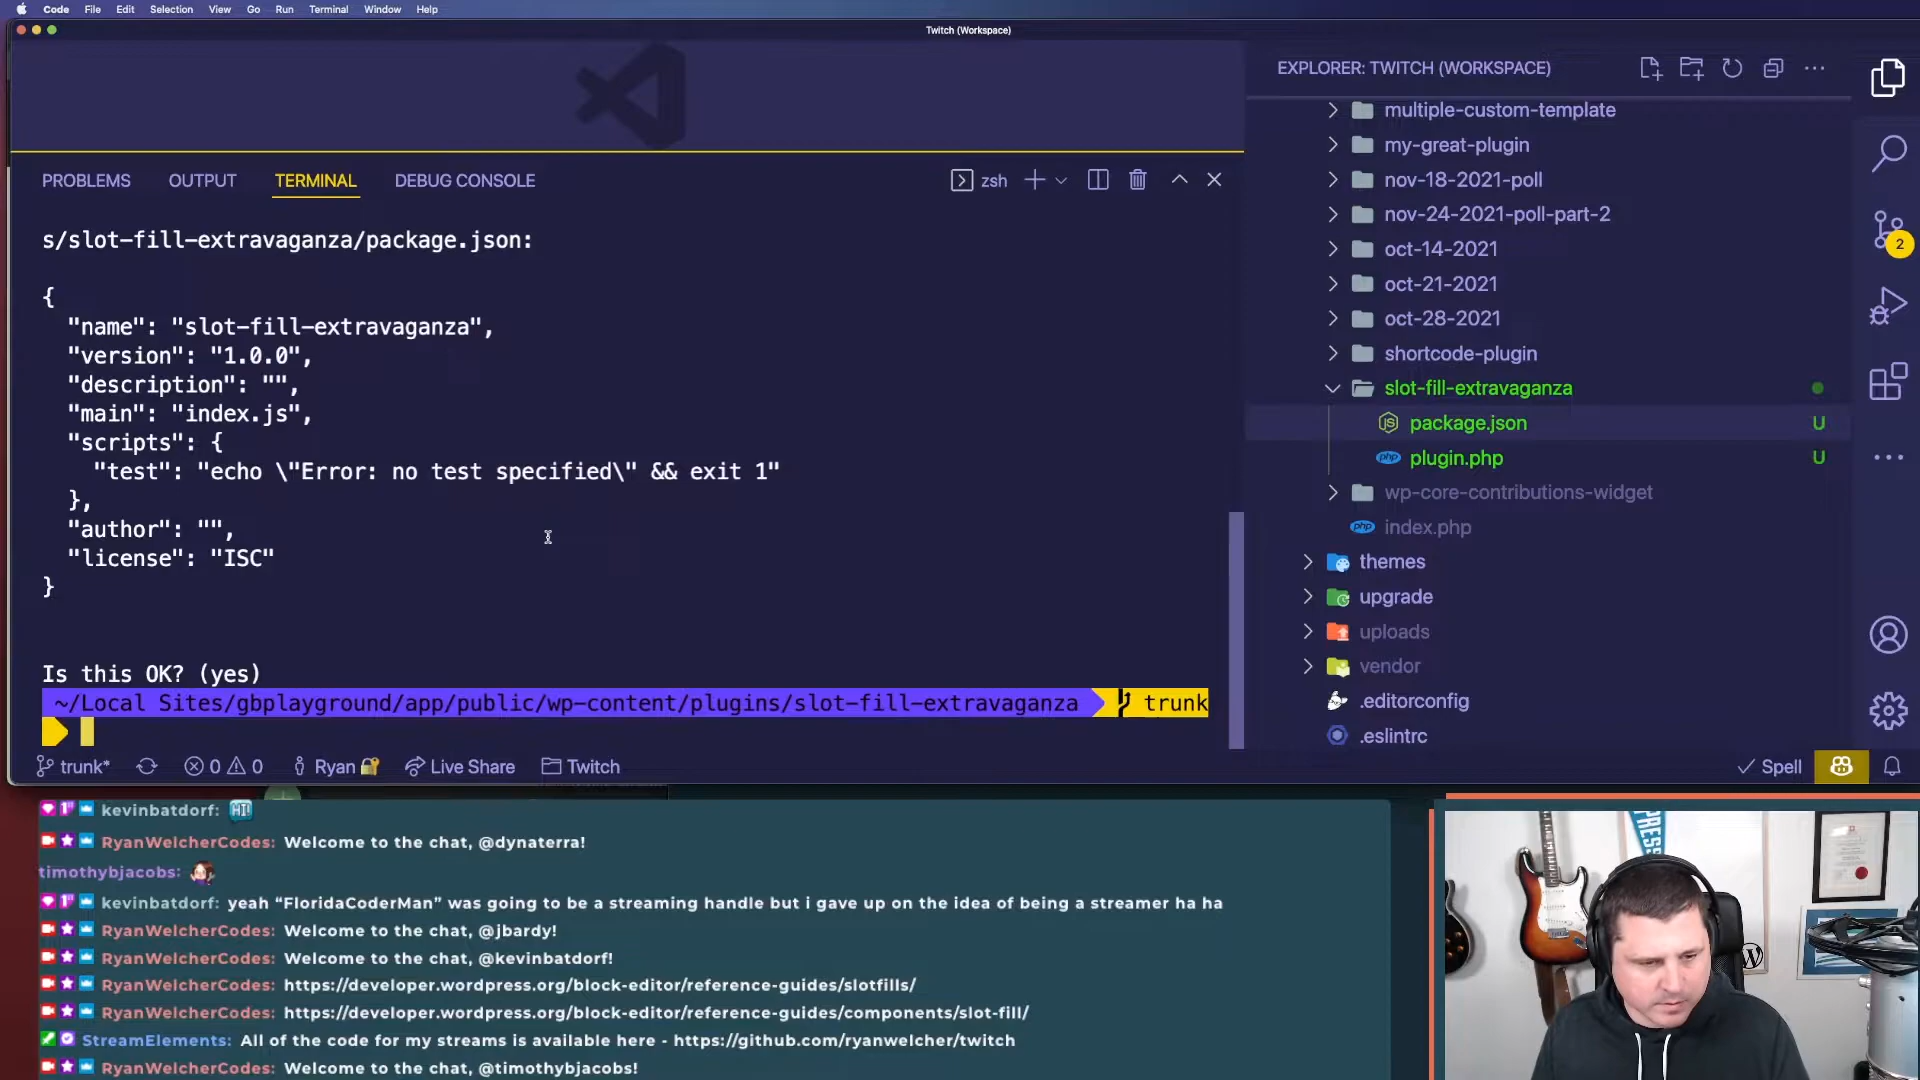 Code File Edit Selection View Go Run Terminal Window Help
Twitch (Workspace)
PROBLEMS OUTPUT TERMINAL DEBUG CONSOLE
zsh
s/slot-fill-extravaganza/package.json:
{
"name": "slot-fill-extravaganza",
"version": "1.0.0",
"description": "",
"main": "index.js",
"scripts": {
"test": "echo \"Error: no test specified\" && exit 1"
},
"author": "",
"license": "ISC"
}
Is this OK? (yes)
~/Local Sites/gbplayground/app/public/wp-content/plugins/slot-fill-extravaganza trunk
EXPLORER: TWITCH (WORKSPACE)
multiple-custom-template
my-great-plugin
nov-18-2021-poll
nov-24-2021-poll-part-2
oct-14-2021
oct-21-2021
oct-28-2021
shortcode-plugin
slot-fill-extravaganza
JS package.json U
php plugin.php U
wp-core-contributions-widget
php index.php
themes
upgrade
uploads
vendor
.editorconfig
.eslintrc
2
trunk* 0 0 Ryan Live Share Twitch
Spell
kevinbatdorf: HI!
RyanWelcherCodes: Welcome to the chat, @dynaterra!
timothybjacobs:
kevinbatdorf: yeah “FloridaCoderMan” was going to be a streaming handle but i gave up on the idea of being a streamer ha ha
RyanWelcherCodes: Welcome to the chat, @jbardy!
RyanWelcherCodes: Welcome to the chat, @kevinbatdorf!
RyanWelcherCodes: https://developer.wordpress.org/block-editor/reference-guides/slotfills/
RyanWelcherCodes: https://developer.wordpress.org/block-editor/reference-guides/components/slot-fill/
StreamElements: All of the code for my streams is available here - https://github.com/ryanwelcher/twitch
RyanWelcherCodes: Welcome to the chat, @timothybjacobs!
PRESS